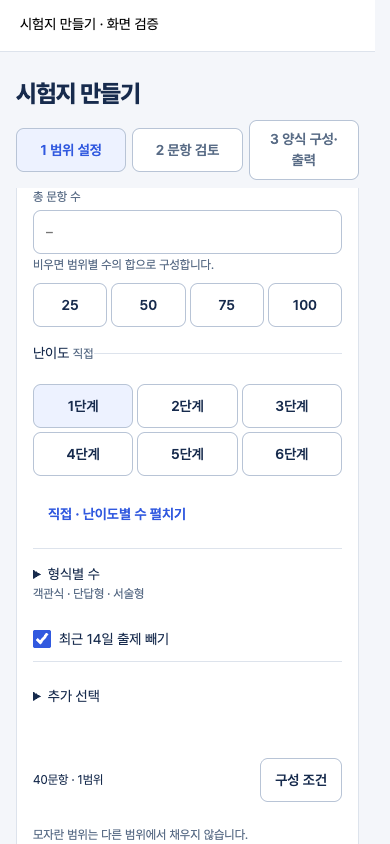 시험지 만들기 · 화면 검증
시험지 만들기
1 범위 설정
2 문항 검토
3 양식 구성·
출력
총 문항 수
–
비우면 범위별 수의 합으로 구성합니다.
25
50
75
100
난이도 직접
1단계
2단계
3단계
4단계
5단계
6단계
직접 · 난이도별 수 펼치기
▶ 형식별 수
객관식 · 단답형 · 서술형
최근 14일 출제 빼기
▶ 추가 선택
40문항 · 1범위
구성 조건
모자란 범위는 다른 범위에서 채우지 않습니다.